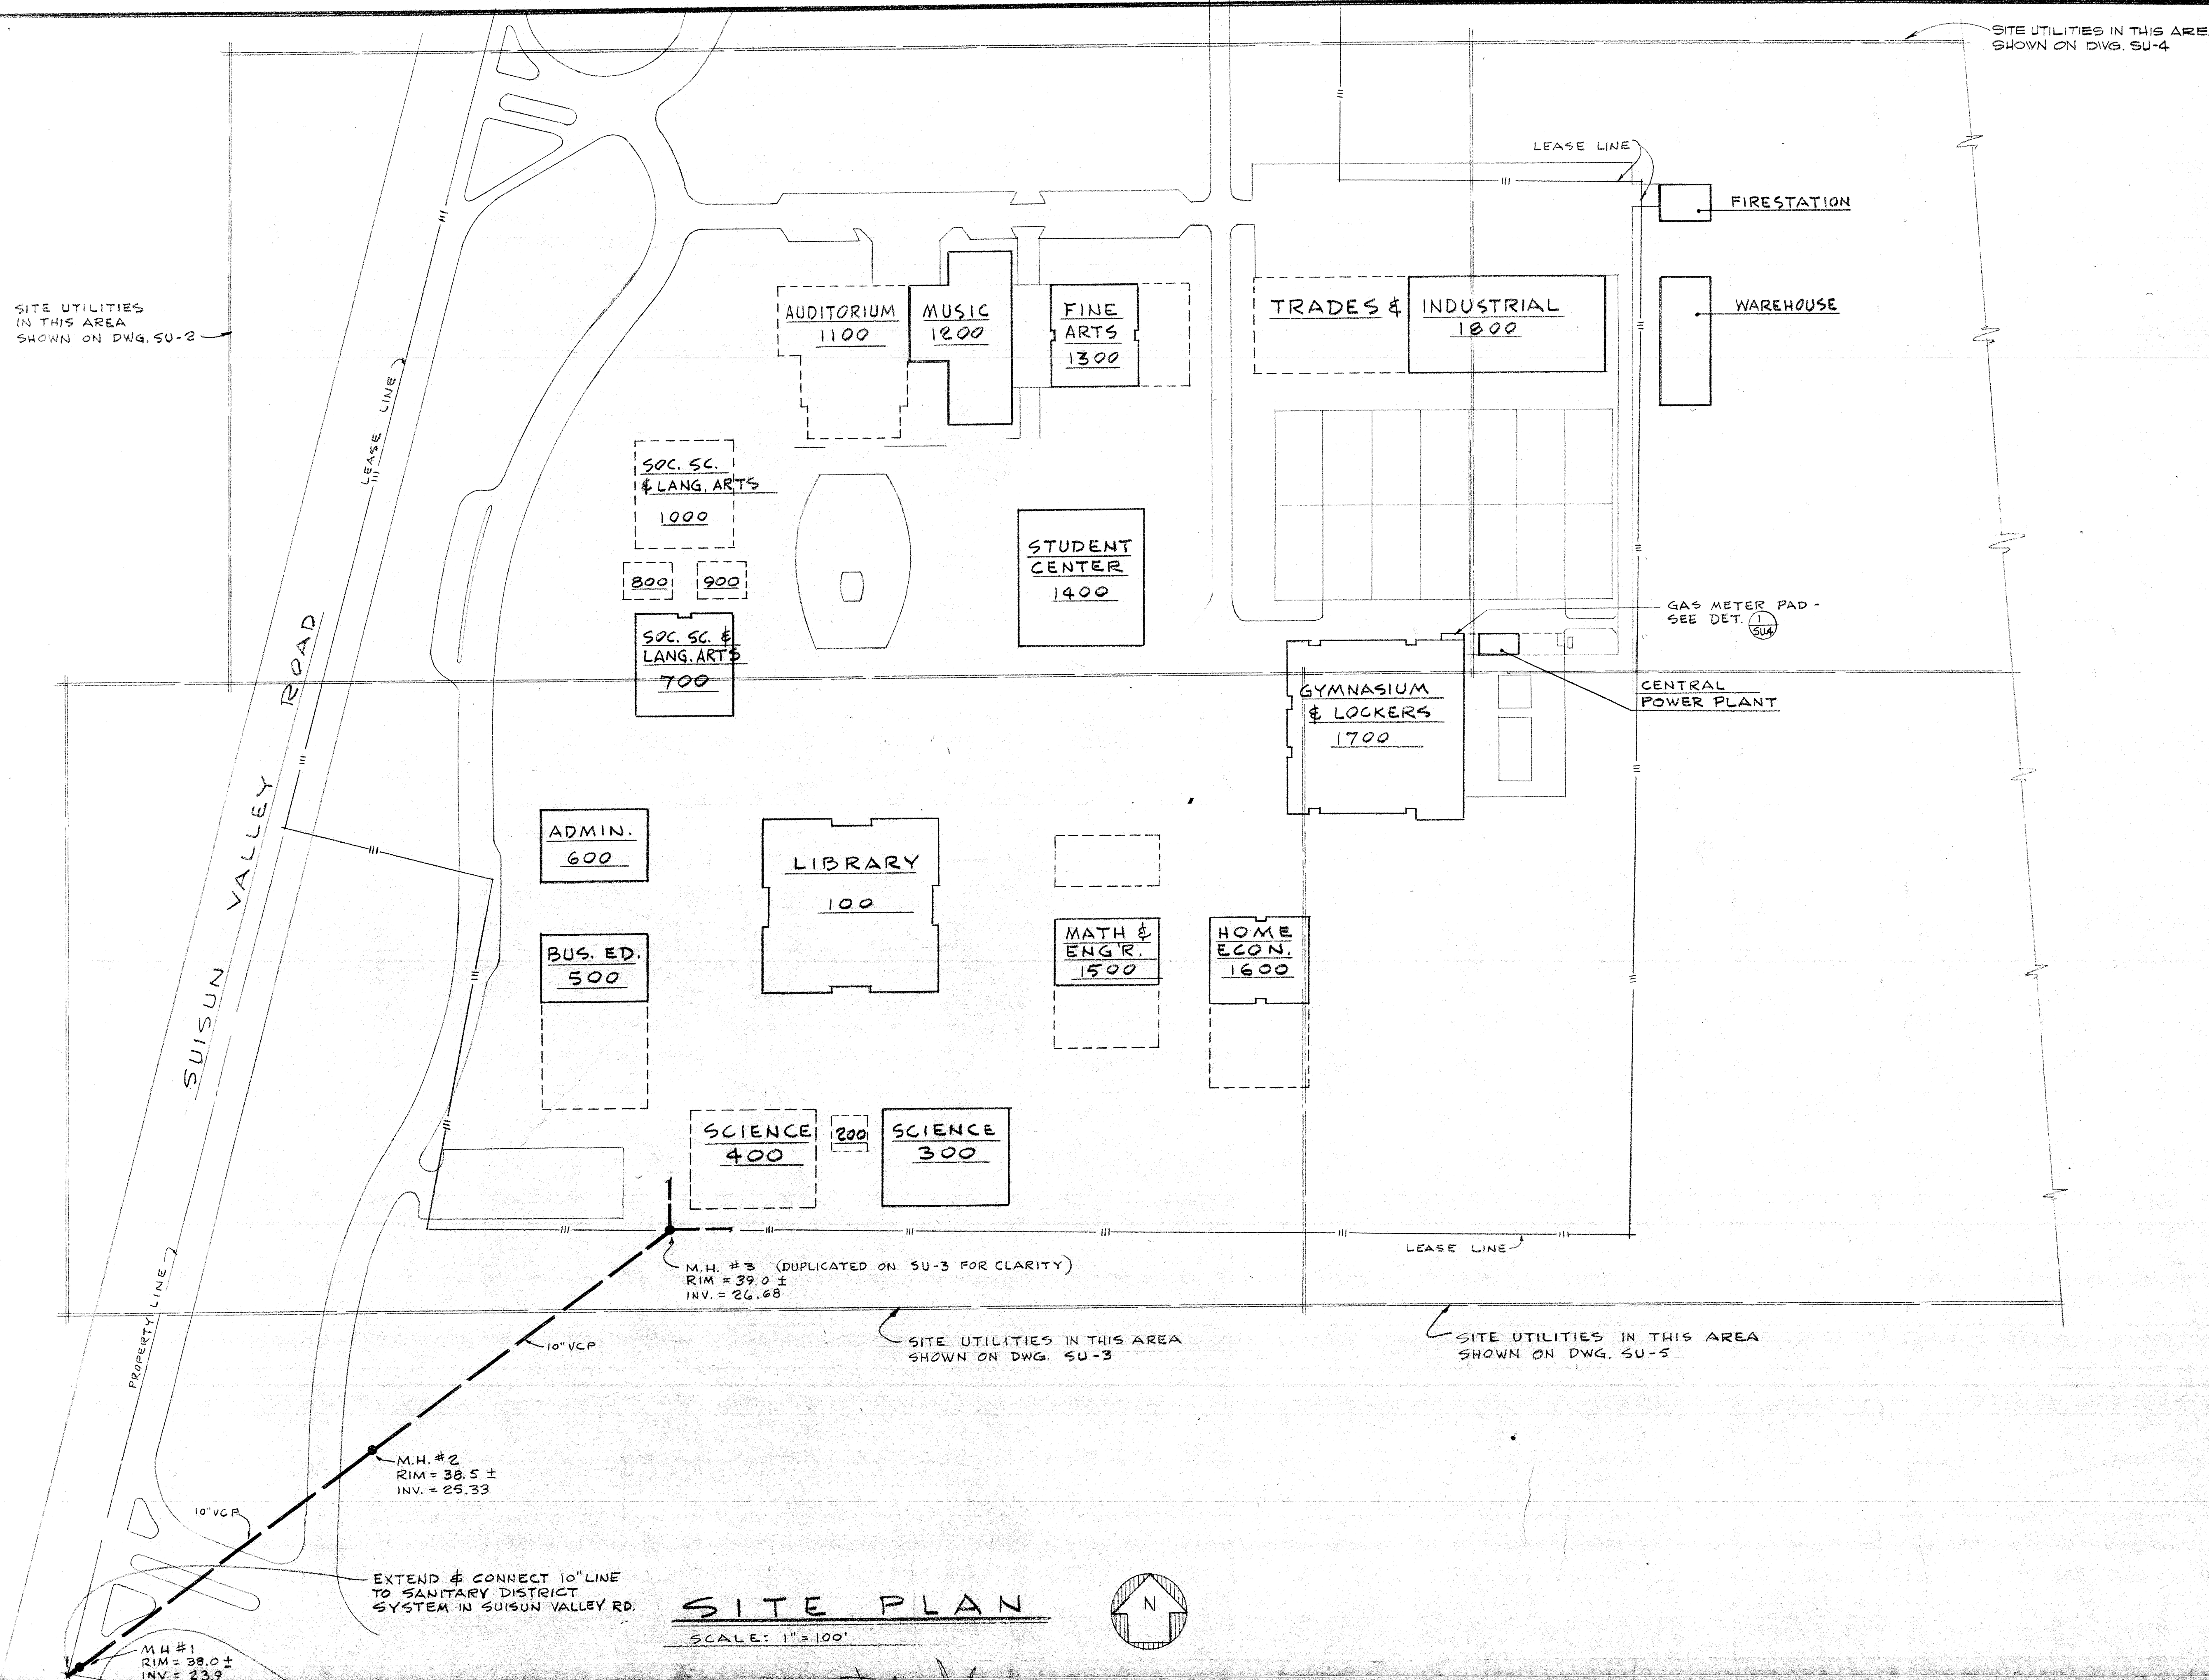 SITE UTILITIES IN THIS ARE
SHOWN ON DWG. SU-4
LEASE LINE
FIRESTATION
WAREHOUSE
SITE UTILITIES
IN THIS AREA
SHOWN ON DWG. SU-2
AUDITORIUM
1100
MUSIC
1200
FINE
ARTS
1300
TRADES & INDUSTRIAL
1800
LEASE LINE
SOC. SC.
& LANG. ARTS
1000
800
900
STUDENT
CENTER
1400
SOC. SC. &
LANG. ARTS
700
GAS METER PAD -
SEE DET. 1
SU4
GYMNASIUM
& LOCKERS
1700
CENTRAL
POWER PLANT
SUISUN VALLEY ROAD
ADMIN.
600
LIBRARY
100
BUS. ED.
500
MATH &
ENG'R.
1500
HOME
ECON.
1600
SCIENCE
400
200
SCIENCE
300
LEASE LINE
M.H. #3 (DUPLICATED ON SU-3 FOR CLARITY)
RIM = 39.0 ±
INV. = 26.68
PROPERTY LINE
10" VCP
SITE UTILITIES IN THIS AREA
SHOWN ON DWG. SU-3
SITE UTILITIES IN THIS AREA
SHOWN ON DWG. SU-5
M.H. #2
RIM = 38.5 ±
INV. = 25.33
10" VCP
EXTEND & CONNECT 10" LINE
TO SANITARY DISTRICT
SYSTEM IN SUISUN VALLEY RD.
SITE PLAN
SCALE: 1" = 100'
N
M H #1
RIM = 38.0 ±
INV. = 23.9